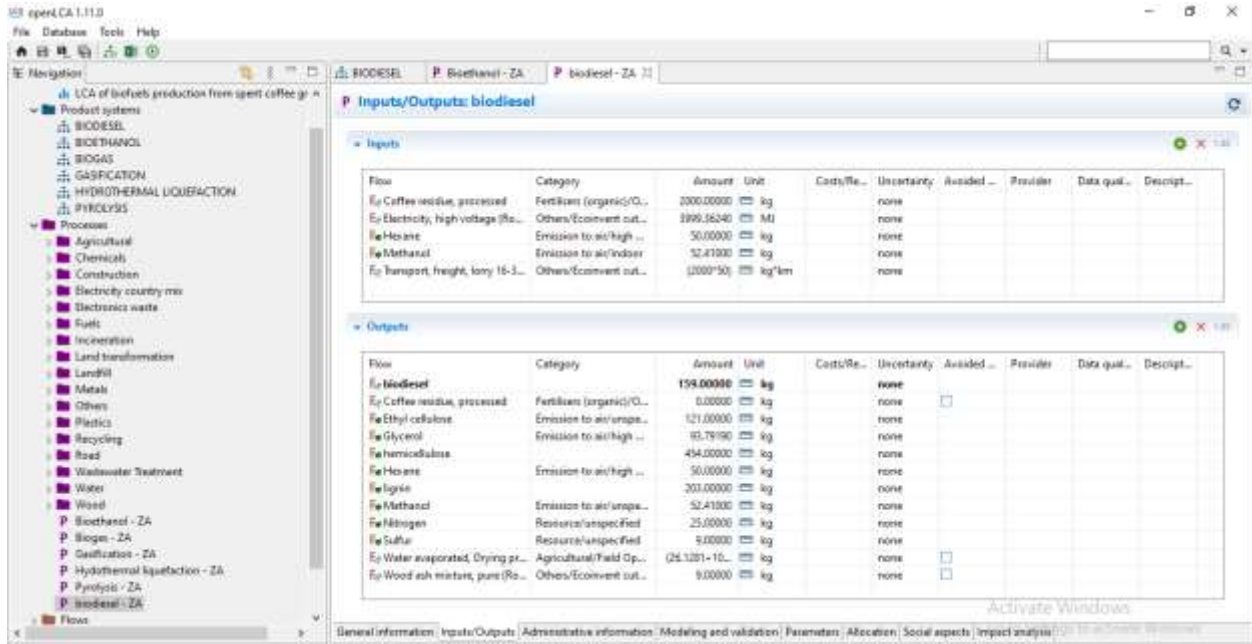 openLCA 1.11.0
File Database Tools Help
Navigation
LCA of biofuels production from spent coffee gr
Product systems
BIODIESEL
BIOETHANOL
BIOGAS
GASIFICATION
HYDROTHERMAL LIQUEFACTION
PYROLYSIS
Processes
Agricultural
Chemicals
Construction
Electricity country mix
Electronics waste
Fuels
Incineration
Land transformation
Landfill
Metals
Others
Plastics
Recycling
Road
Wastewater Treatment
Water
Wood
P Bioethanol - ZA
P Biogas - ZA
P Gasification - ZA
P Hydothermal liquefaction - ZA
P Pyrolysis - ZA
P biodiesel - ZA
Flows
BIODIESEL P Bioethanol - ZA P biodiesel - ZA
P Inputs/Outputs: biodiesel
Inputs
Flow Category Amount Unit Costs/Re... Uncertainty Avoided ... Provider Data qual... Descript...
Coffee residue, processed Fertilisers (organic)/O... 2000.00000 kg none
Electricity, high voltage (Ro... Others/Ecoinvent cut... 3999.36240 MJ none
Hexane Emission to air/high ... 50.00000 kg none
Methanol Emission to air/indoor 52.41000 kg none
Transport, freight, lorry 16-3... Others/Ecoinvent cut... (2000*50) kg*km none
Outputs
Flow Category Amount Unit Costs/Re... Uncertainty Avoided ... Provider Data qual... Descript...
biodiesel 159.00000 kg none
Coffee residue, processed Fertilisers (organic)/O... 0.00000 kg none
Ethyl cellulose Emission to air/unspe... 121.00000 kg none
Glycerol Emission to air/high ... 93.79190 kg none
hemicellulose 454.00000 kg none
Hexane Emission to air/high ... 50.00000 kg none
lignin 203.00000 kg none
Methanol Emission to air/unspe... 52.41000 kg none
Nitrogen Resource/unspecified 25.00000 kg none
Sulfur Resource/unspecified 9.00000 kg none
Water evaporated, Drying pr... Agricultural/Field Op... (26.1281+10... kg none
Wood ash mixture, pure (Ro... Others/Ecoinvent cut... 9.00000 kg none
Activate Windows
General information Inputs/Outputs Administrative information Modeling and validation Parameters Allocation Social aspects Impact analysis